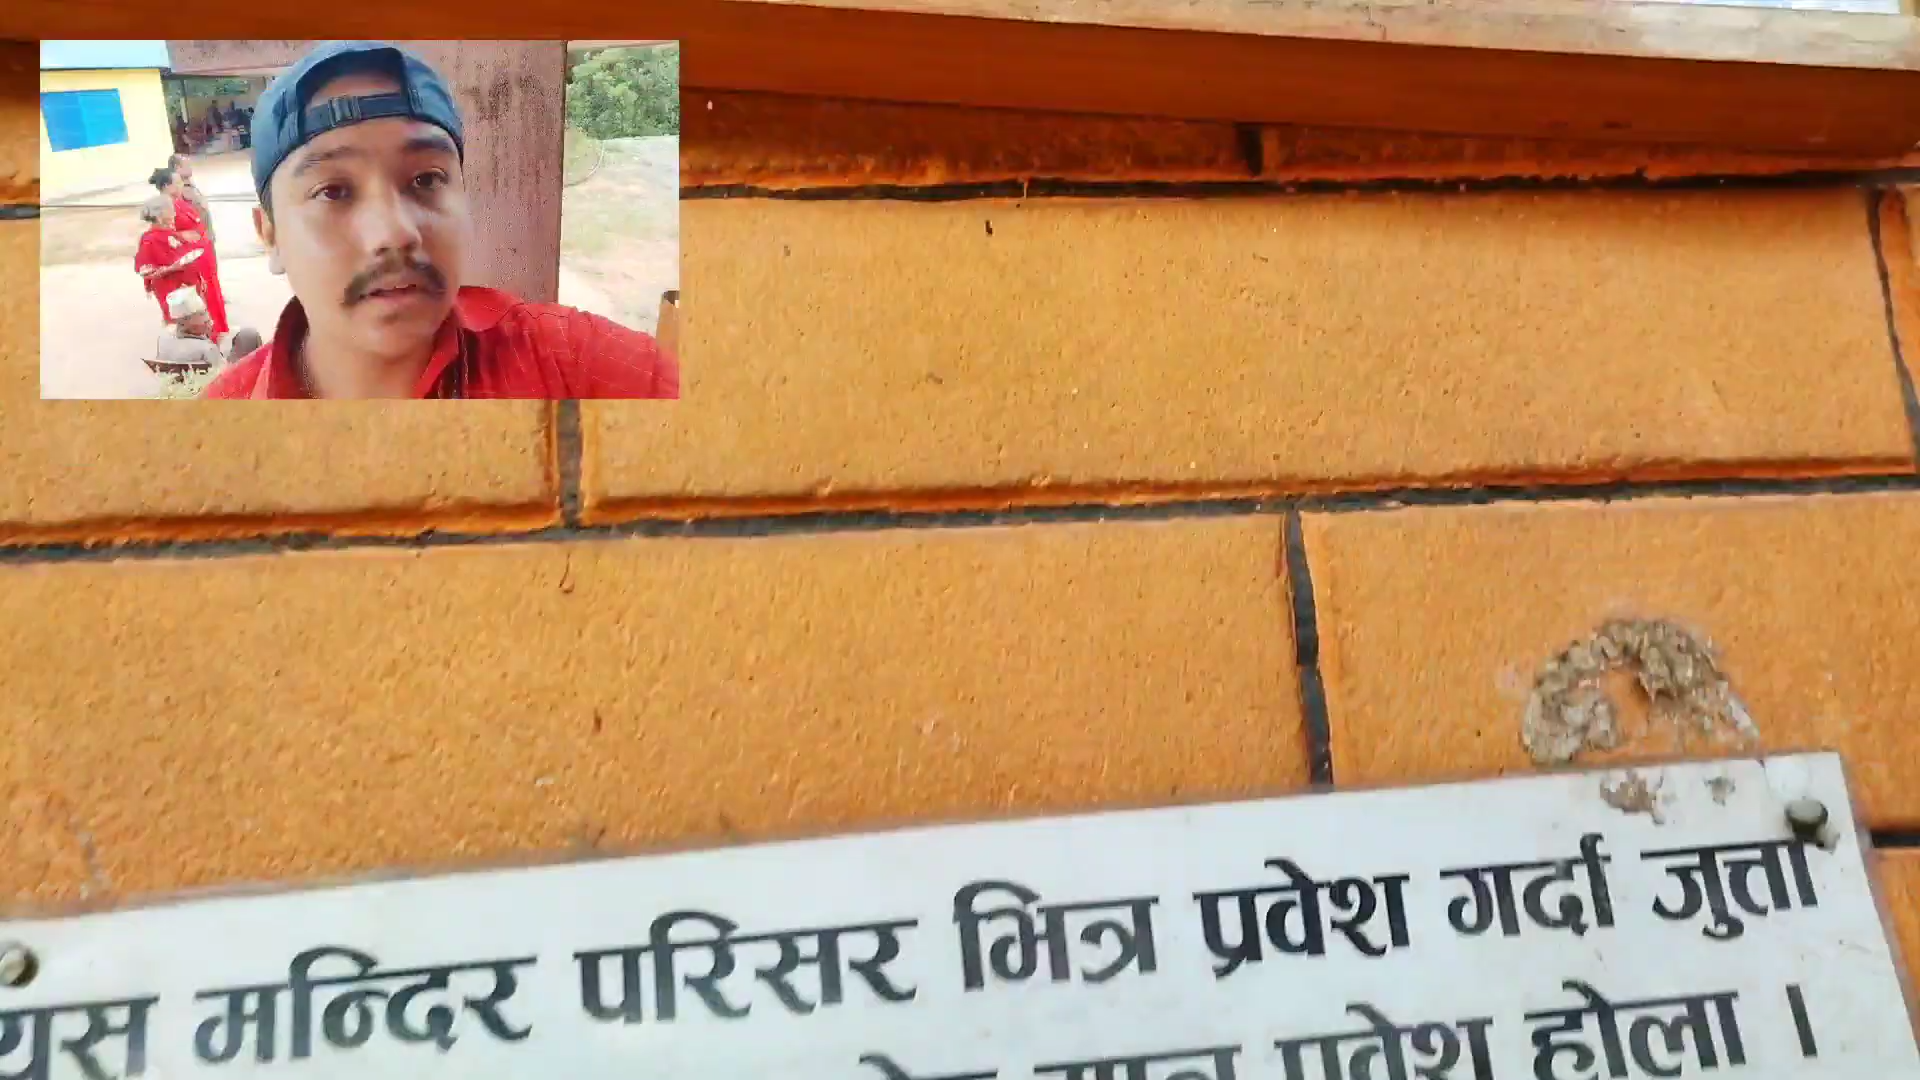 यस मन्दिर परिसर भित्र प्रवेश गर्दा जुत्ता
मात्र प्रवेश होला ।